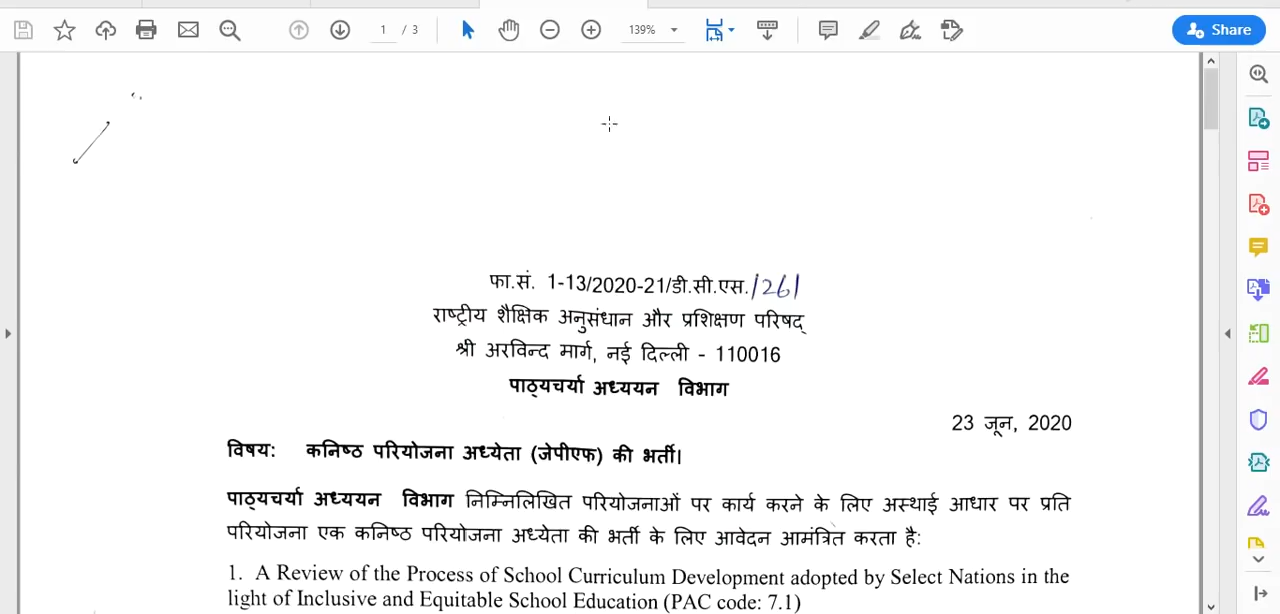 1 / 3
139%
Share
फा.सं. 1-13/2020-21/डी.सी.एस./261
राष्ट्रीय शैक्षिक अनुसंधान और प्रशिक्षण परिषद्
श्री अरविन्द मार्ग, नई दिल्ली - 110016
पाठ्यचर्या अध्ययन विभाग
23 जून, 2020
विषय: कनिष्ठ परियोजना अध्येता (जेपीएफ) की भर्ती।
पाठ्यचर्या अध्ययन विभाग निम्निलिखित परियोजनाओं पर कार्य करने के लिए अस्थाई आधार पर प्रति
परियोजना एक कनिष्ठ परियोजना अध्येता की भर्ती के लिए आवेदन आमंत्रित करता है:
1. A Review of the Process of School Curriculum Development adopted by Select Nations in the
light of Inclusive and Equitable School Education (PAC code: 7.1)